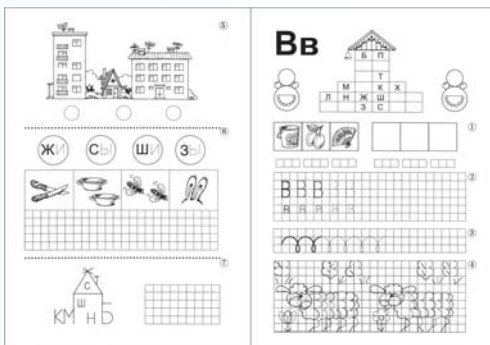 ⑤
⑥
ЖИ СЫ ШИ ЗЫ
⑦
С Т
Ш
КМ Н Б
Вв
Б П
Т
М К Х
Л Н Ж Ш
З С
①
②
В В В В В В
В В В В В
③
④